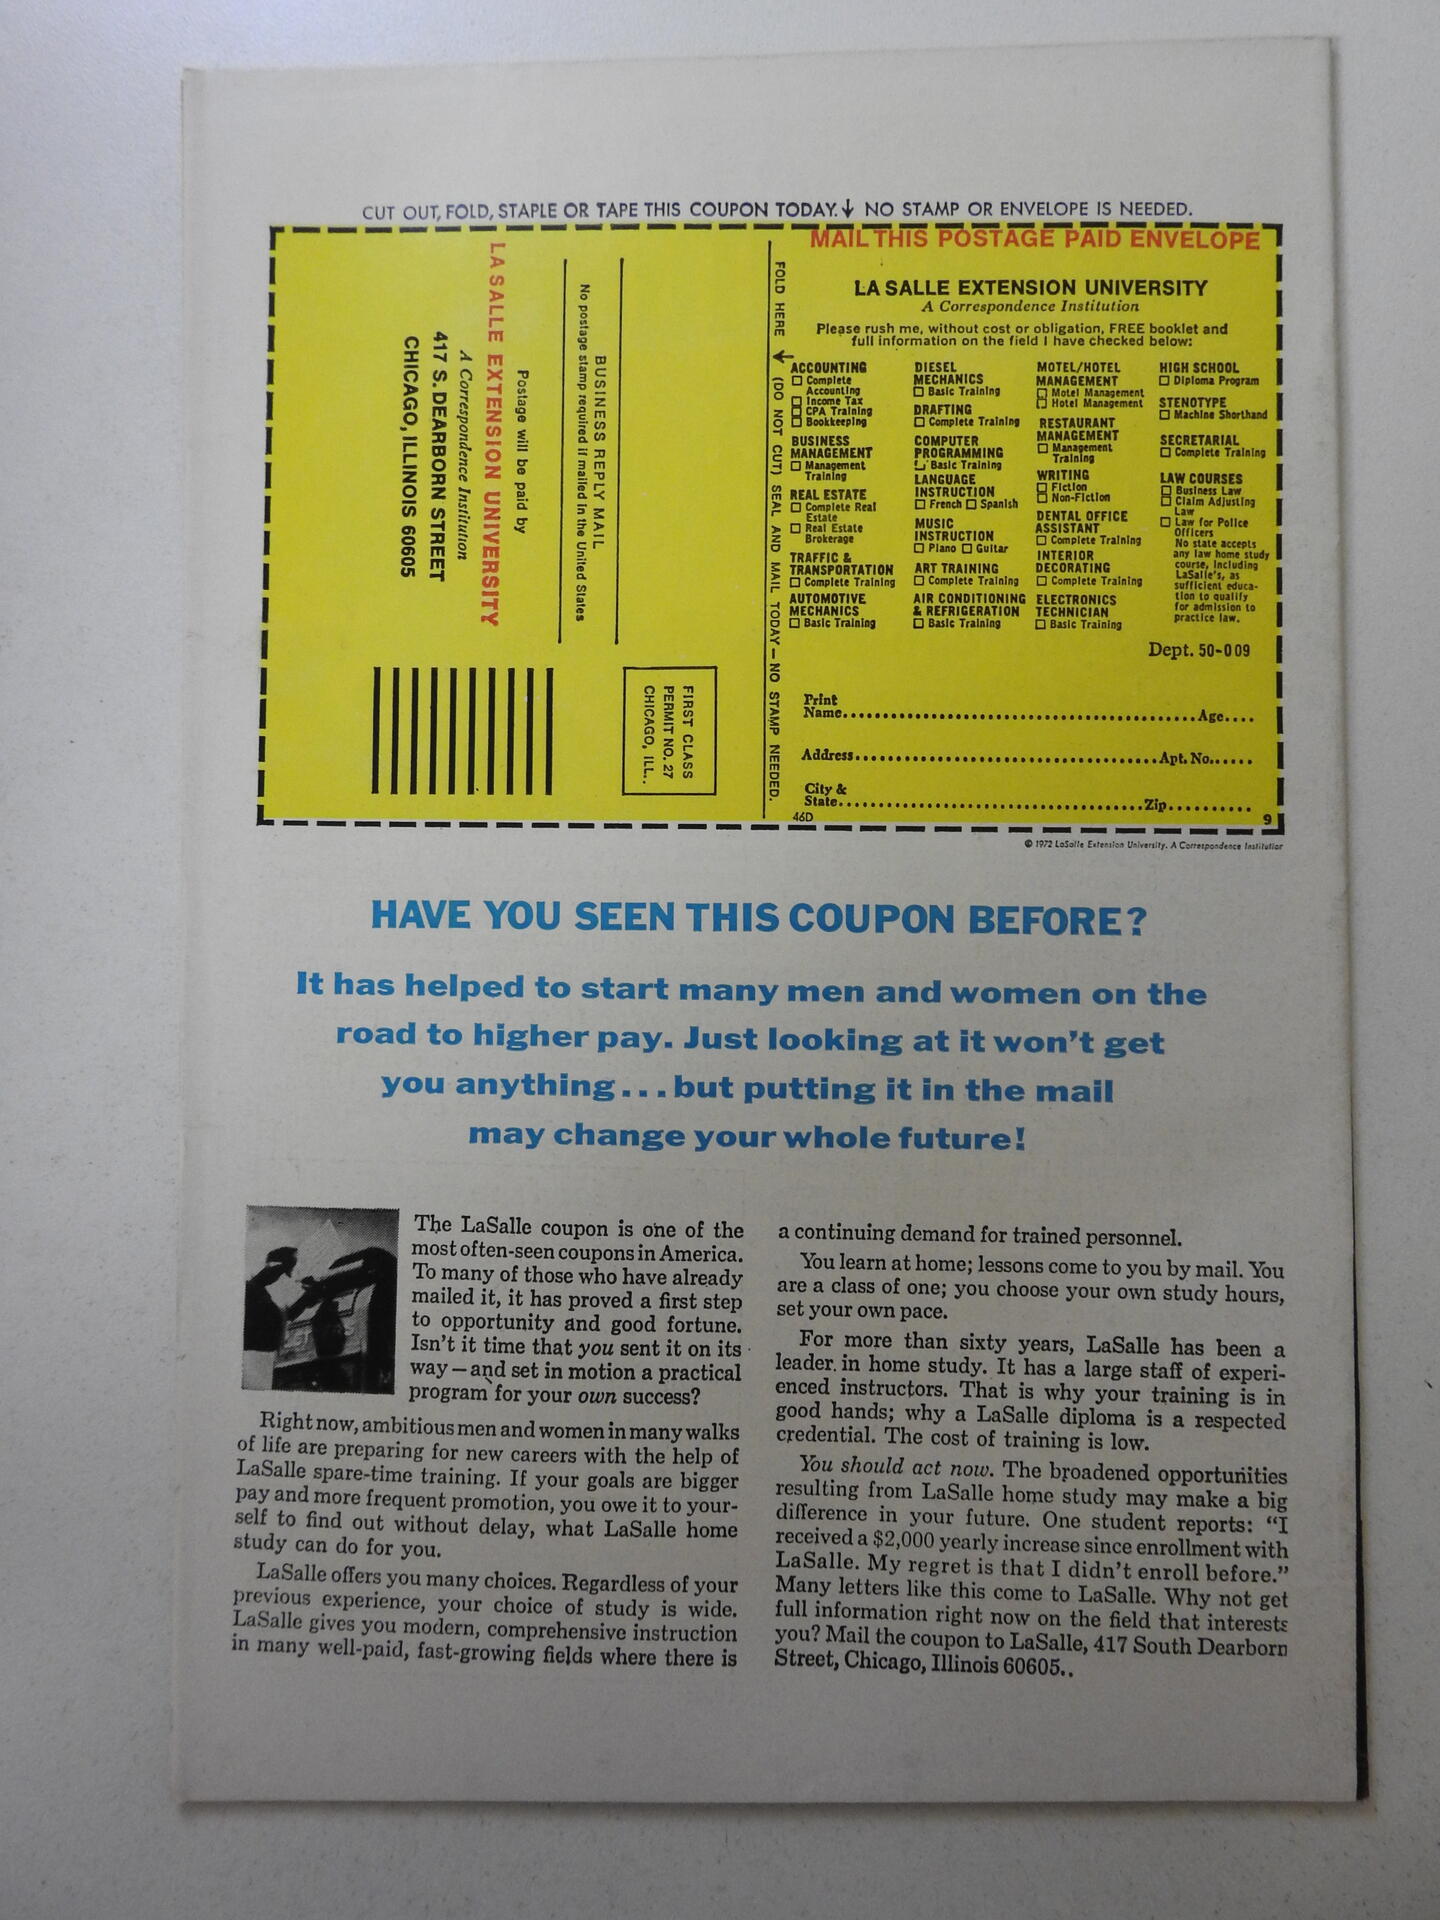 CUT OUT, FOLD, STAPLE OR TAPE THIS COUPON TODAY. ↓ NO STAMP OR ENVELOPE IS NEEDED.
BUSINESS REPLY MAIL
No postage stamp required if mailed in the United States
Postage will be paid by
LA SALLE EXTENSION UNIVERSITY
A Correspondence Institution
417 S. DEARBORN STREET
CHICAGO, ILLINOIS 60605
FIRST CLASS
PERMIT NO. 27
CHICAGO, ILL..
FOLD HERE ↓ (DO NOT CUT) SEAL AND MAIL TODAY — NO STAMP NEEDED.
MAIL THIS POSTAGE PAID ENVELOPE
LA SALLE EXTENSION UNIVERSITY
A Correspondence Institution
Please rush me, without cost or obligation, FREE booklet and
full information on the field I have checked below:
ACCOUNTING
☐ Complete
Accounting
☐ Income Tax
☐ CPA Training
☐ Bookkeeping
BUSINESS
MANAGEMENT
☐ Management
Training
REAL ESTATE
☐ Complete Real
Estate
☐ Real Estate
Brokerage
TRAFFIC &
TRANSPORTATION
☐ Complete Training
AUTOMOTIVE
MECHANICS
☐ Basic Training
DIESEL
MECHANICS
☐ Basic Training
DRAFTING
☐ Complete Training
COMPUTER
PROGRAMMING
☐ Basic Training
LANGUAGE
INSTRUCTION
☐ French ☐ Spanish
MUSIC
INSTRUCTION
☐ Piano ☐ Guitar
ART TRAINING
☐ Complete Training
AIR CONDITIONING
& REFRIGERATION
☐ Basic Training
MOTEL/HOTEL
MANAGEMENT
☐ Motel Management
☐ Hotel Management
RESTAURANT
MANAGEMENT
☐ Management
Training
WRITING
☐ Fiction
☐ Non-Fiction
DENTAL OFFICE
ASSISTANT
☐ Complete Training
INTERIOR
DECORATING
☐ Complete Training
ELECTRONICS
TECHNICIAN
☐ Basic Training
HIGH SCHOOL
☐ Diploma Program
STENOTYPE
☐ Machine Shorthand
SECRETARIAL
☐ Complete Training
LAW COURSES
☐ Business Law
☐ Claim Adjusting
Law
☐ Law for Police
Officers
No state accepts
any law home study
course, including
LaSalle's, as
sufficient educa-
tion to qualify
for admission to
practice law.
Dept. 50-009
Print
Name........Age....
Address........Apt. No......
City &
State........Zip..........
46D 9
© 1972 LaSalle Extension University. A Correspondence Institution
HAVE YOU SEEN THIS COUPON BEFORE?
It has helped to start many men and women on the
road to higher pay. Just looking at it won't get
you anything...but putting it in the mail
may change your whole future!
The LaSalle coupon is one of the
most often-seen coupons in America.
To many of those who have already
mailed it, it has proved a first step
to opportunity and good fortune.
Isn't it time that you sent it on its
way—and set in motion a practical
program for your own success?
Right now, ambitious men and women in many walks
of life are preparing for new careers with the help of
LaSalle spare-time training. If your goals are bigger
pay and more frequent promotion, you owe it to your-
self to find out without delay, what LaSalle home
study can do for you.
LaSalle offers you many choices. Regardless of your
previous experience, your choice of study is wide.
LaSalle gives you modern, comprehensive instruction
in many well-paid, fast-growing fields where there is
a continuing demand for trained personnel.
You learn at home; lessons come to you by mail. You
are a class of one; you choose your own study hours,
set your own pace.
For more than sixty years, LaSalle has been a
leader in home study. It has a large staff of experi-
enced instructors. That is why your training is in
good hands; why a LaSalle diploma is a respected
credential. The cost of training is low.
You should act now. The broadened opportunities
resulting from LaSalle home study may make a big
difference in your future. One student reports: "I
received a $2,000 yearly increase since enrollment with
LaSalle. My regret is that I didn't enroll before."
Many letters like this come to LaSalle. Why not get
full information right now on the field that interests
you? Mail the coupon to LaSalle, 417 South Dearborn
Street, Chicago, Illinois 60605..